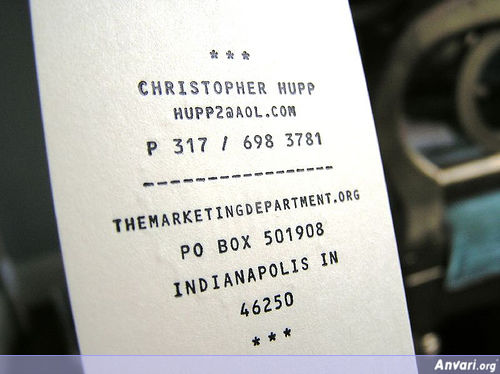 ***
CHRISTOPHER HUPP
HUPP2@AOL.COM
P 317 / 698 3781
-----------------
THEMARKETINGDEPARTMENT.ORG
PO BOX 501908
INDIANAPOLIS IN
46250
***
Anvari.org